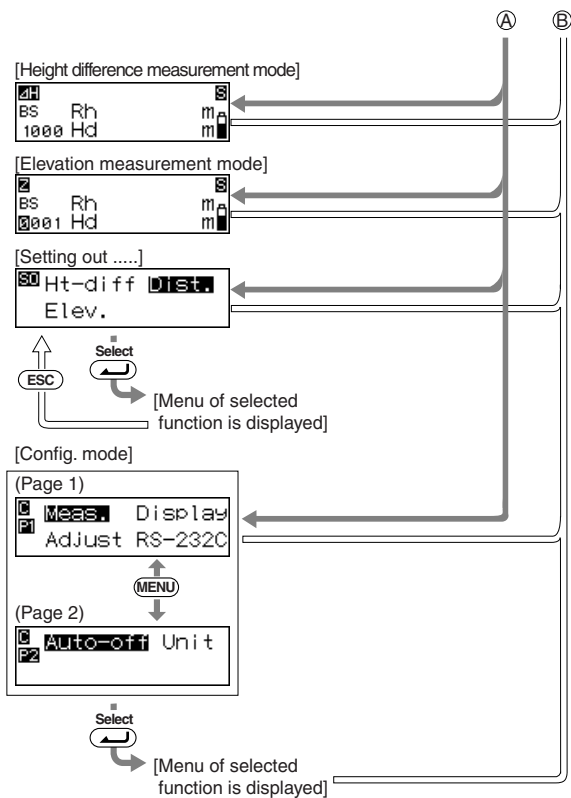 A B
[Height difference measurement mode]
⊿H S
BS Rh m
1000 Hd m
[Elevation measurement mode]
Z S
BS Rh m
0001 Hd m
[Setting out .....]
SO Ht-diff Dist.
Elev.
Select
ESC
[Menu of selected
function is displayed]
[Config. mode]
(Page 1)
C Meas. Display
P1 Adjust RS-232C
MENU
(Page 2)
C Auto-off Unit
P2
Select
[Menu of selected
function is displayed]